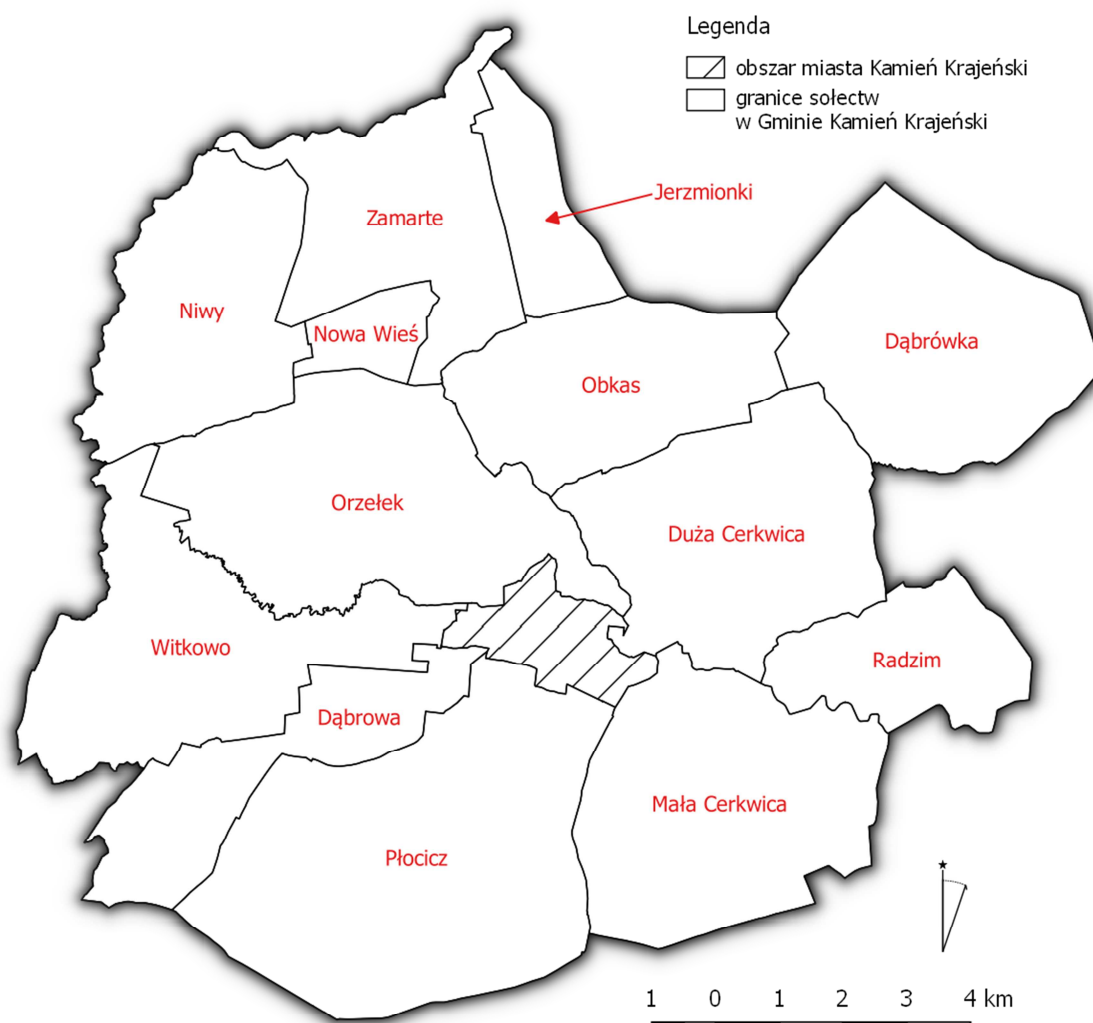 Legenda
obszar miasta Kamień Krajeński
granice sołectw
w Gminie Kamień Krajeński
Jerzmionki
Zamarte
Niwy
Nowa Wieś
Dąbrówka
Obkas
Orzełek
Duża Cerkwica
Witkowo
Radzim
Dąbrowa
Mała Cerkwica
Płocicz
1 0 1 2 3 4 km